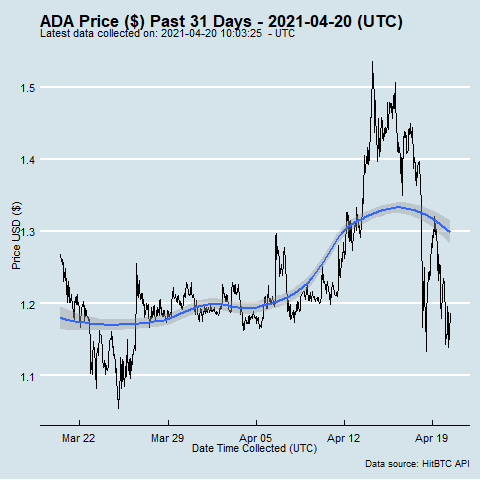 ADA Price ($) Past 31 Days - 2021-04-20 (UTC)
Latest data collected on: 2021-04-20 10:03:25 - UTC
1.5
1.4
1.3
1.2
1.1
Price USD ($)
Mar 22
Mar 29
Apr 05
Apr 12
Apr 19
Date Time Collected (UTC)
Data source: HitBTC API